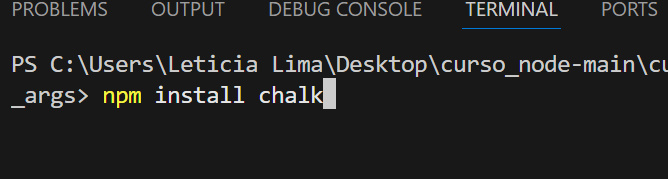 PROBLEMS OUTPUT DEBUG CONSOLE TERMINAL PORTS
PS C:\Users\Leticia Lima\Desktop\curso_node-main\cu
_args> npm install chalk